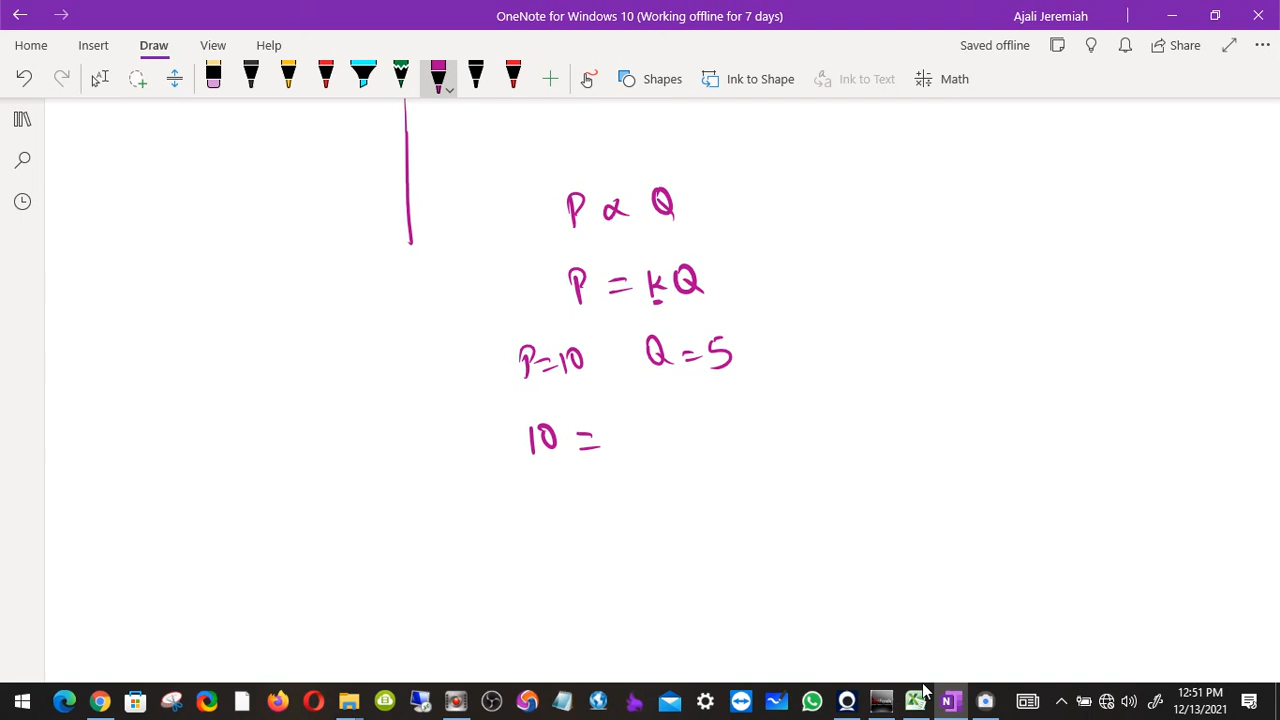 OneNote for Windows 10 (Working offline for 7 days)
Ajali Jeremiah
Home Insert Draw View Help
Saved offline
Share
Shapes
Ink to Shape
Ink to Text
Math
P ∝ Q
P = kQ
P=10 Q=5
10 =
12:51 PM
12/13/2021